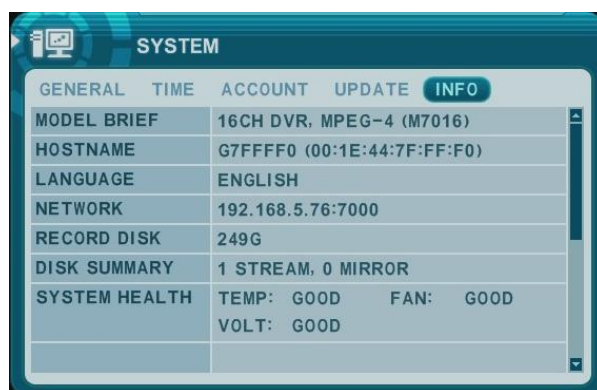 SYSTEM
GENERAL TIME ACCOUNT UPDATE INFO
MODEL BRIEF 16CH DVR, MPEG-4 (M7016)
HOSTNAME G7FFFF0 (00:1E:44:7F:FF:F0)
LANGUAGE ENGLISH
NETWORK 192.168.5.76:7000
RECORD DISK 249G
DISK SUMMARY 1 STREAM, 0 MIRROR
SYSTEM HEALTH TEMP: GOOD FAN: GOOD
VOLT: GOOD